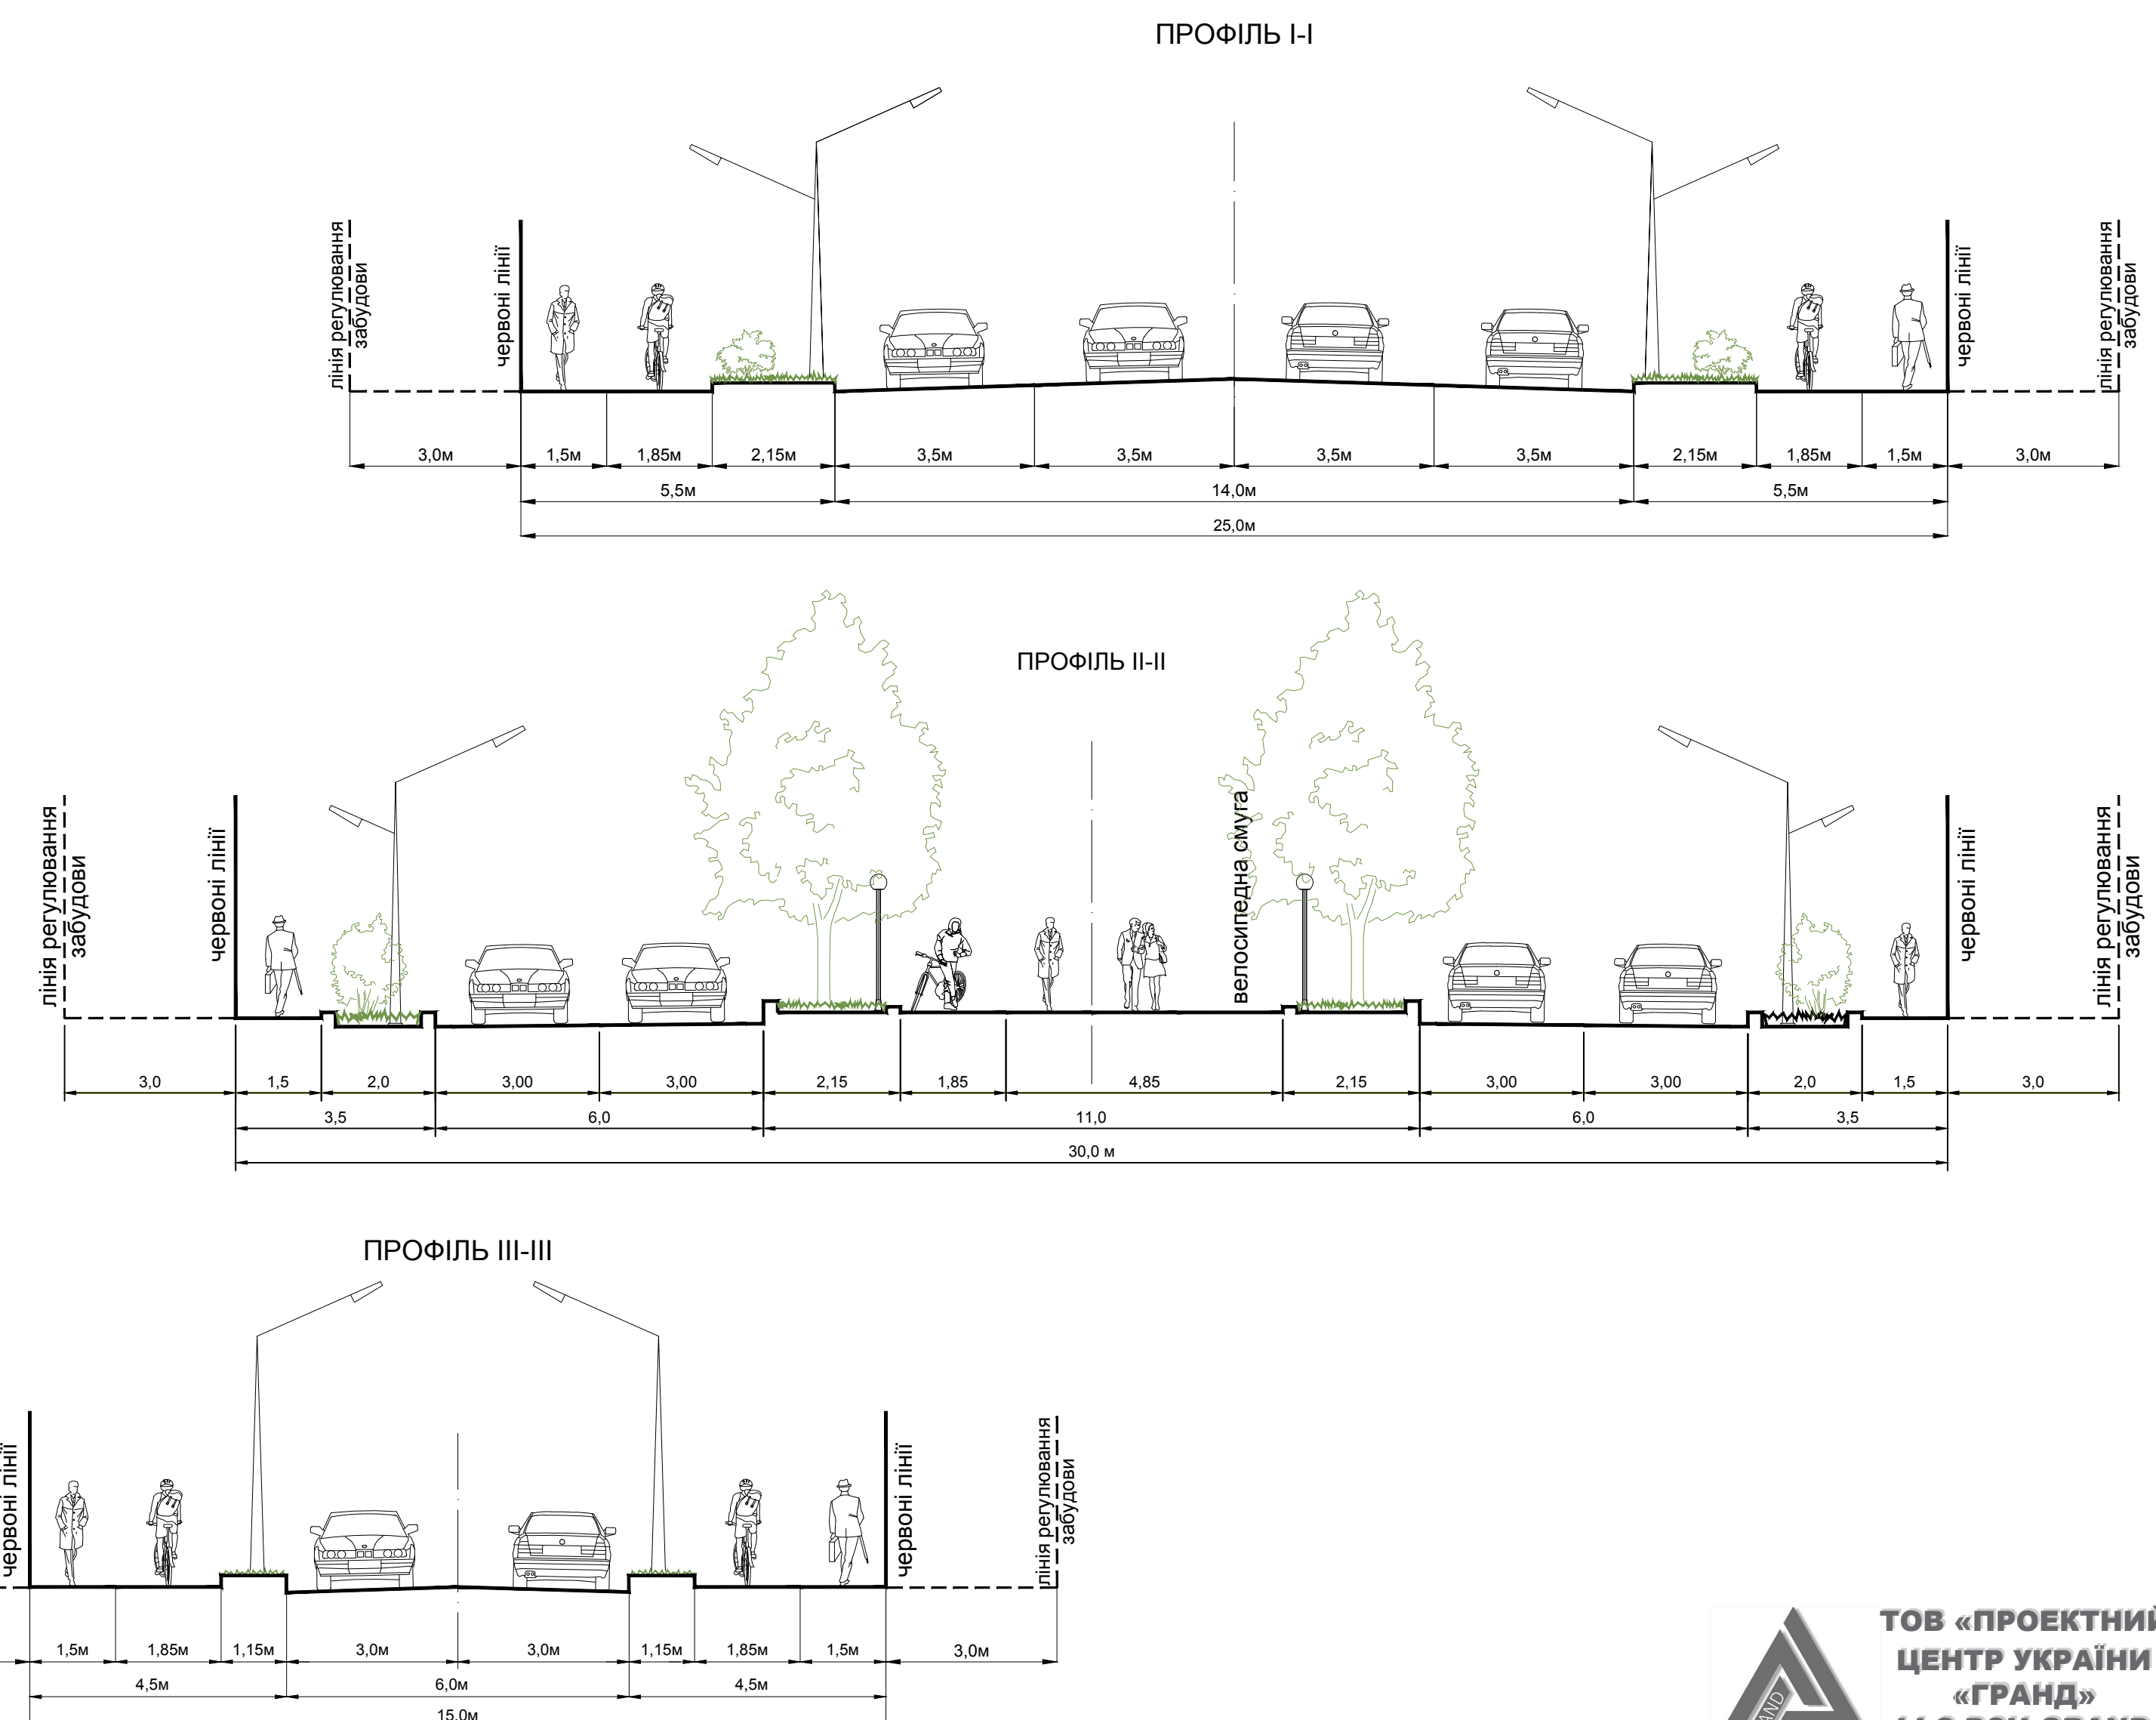 ПРОФІЛЬ I-I
лінія регулювання
забудови
червоні лінії
червоні лінії
лінія регулювання
забудови
3,0м 1,5м 1,85м 2,15м 3,5м 3,5м 3,5м 3,5м 2,15м 1,85м 1,5м 3,0м
5,5м 14,0м 5,5м
25,0м
ПРОФІЛЬ II-II
лінія регулювання
забудови
червоні лінії
велосипедна смуга
червоні лінії
лінія регулювання
забудови
3,0 1,5 2,0 3,00 3,00 2,15 1,85 4,85 2,15 3,00 3,00 2,0 1,5 3,0
3,5 6,0 11,0 6,0 3,5
30,0 м
ПРОФІЛЬ III-III
червоні лінії
червоні лінії
лінія регулювання
забудови
1,5м 1,85м 1,15м 3,0м 3,0м 1,15м 1,85м 1,5м 3,0м
4,5м 6,0м 4,5м
15,0м
ТОВ «ПРОЕКТНИЙ
ЦЕНТР УКРАЇНИ
«ГРАНД»